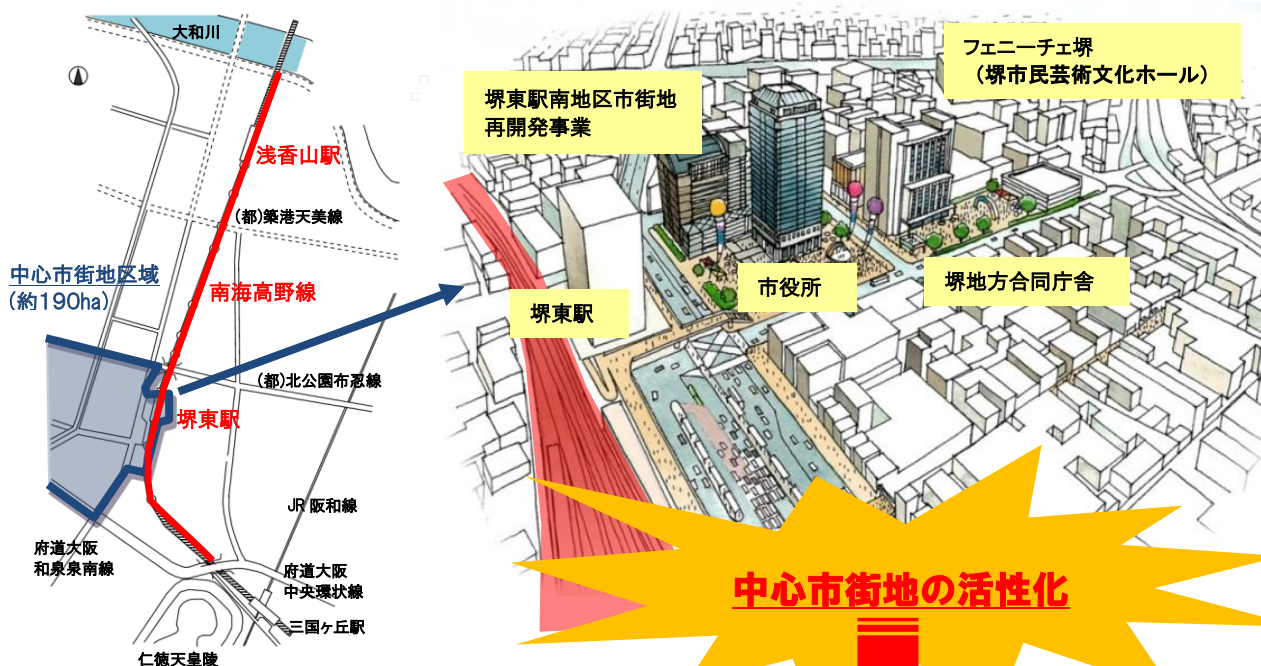 大和川
浅香山駅
(都)築港天美線
中心市街地区域
(約190ha)
南海高野線
(都)北公園布忍線
堺東駅
JR 阪和線
府道大阪
和泉泉南線
府道大阪
中央環状線
三国ヶ丘駅
仁徳天皇陵
フェニーチェ堺
(堺市民芸術文化ホール)
堺東駅南地区市街地
再開発事業
市役所
堺地方合同庁舎
堺東駅
中心市街地の活性化